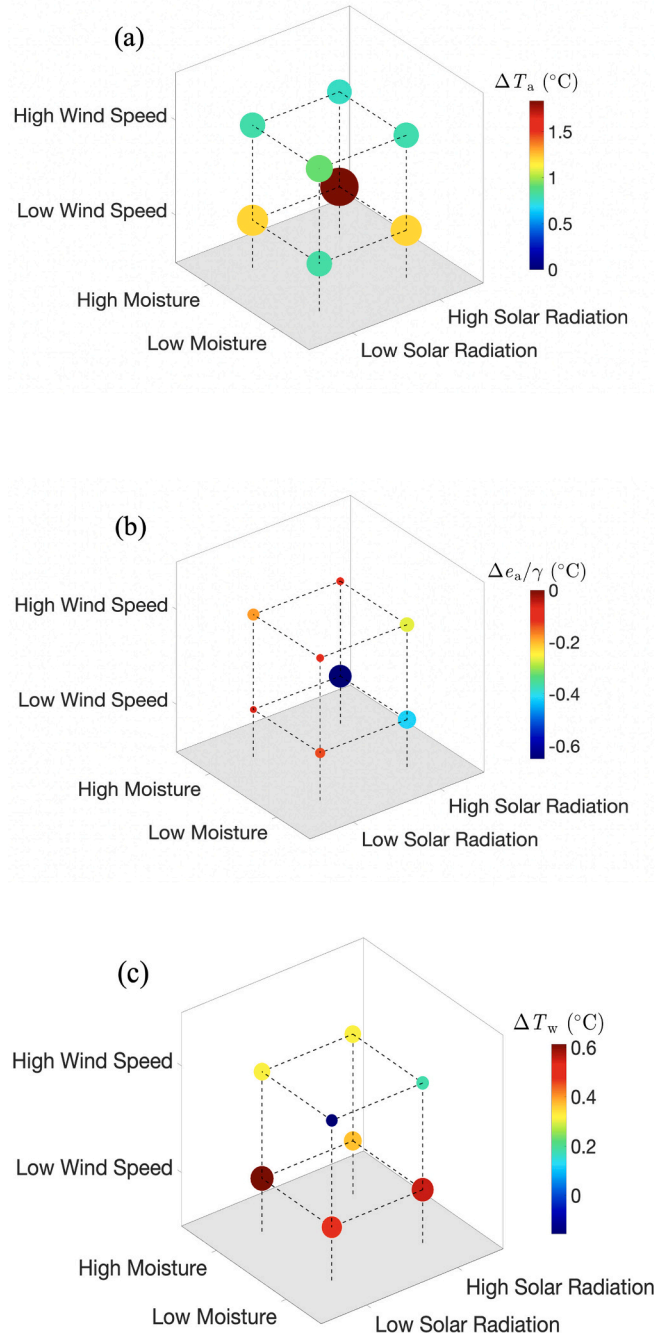 (a)
Δ T_a (°C)
High Wind Speed
Low Wind Speed
1.5
1
0.5
0
High Moisture
Low Moisture
High Solar Radiation
Low Solar Radiation
(b)
Δ e_a/γ (°C)
High Wind Speed
Low Wind Speed
0
-0.2
-0.4
-0.6
High Moisture
Low Moisture
High Solar Radiation
Low Solar Radiation
(c)
Δ T_w (°C)
High Wind Speed
Low Wind Speed
0.6
0.4
0.2
0
High Moisture
Low Moisture
High Solar Radiation
Low Solar Radiation